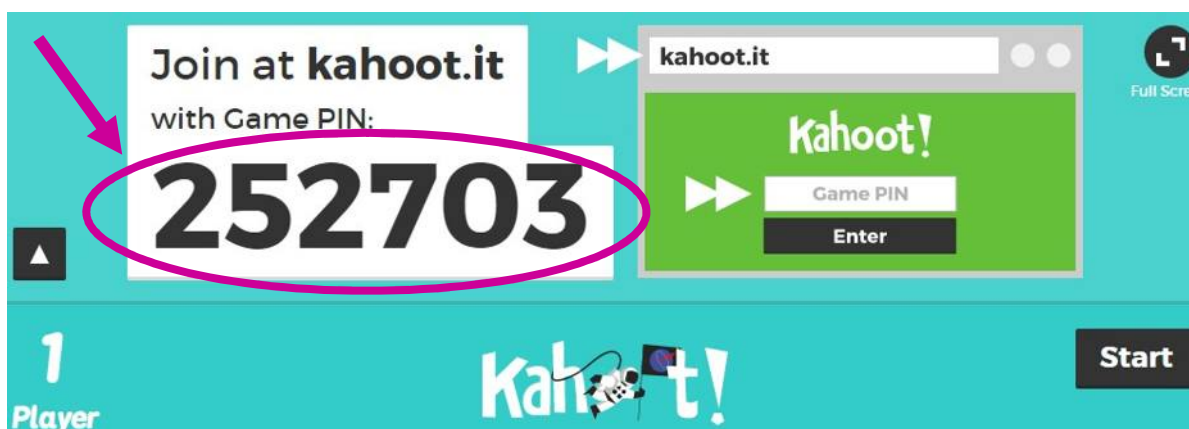 Join at kahoot.it
with Game PIN:
252703
kahoot.it
Kahoot!
Game PIN
Enter
Full Scre
1
Player
Kahoot!
Start